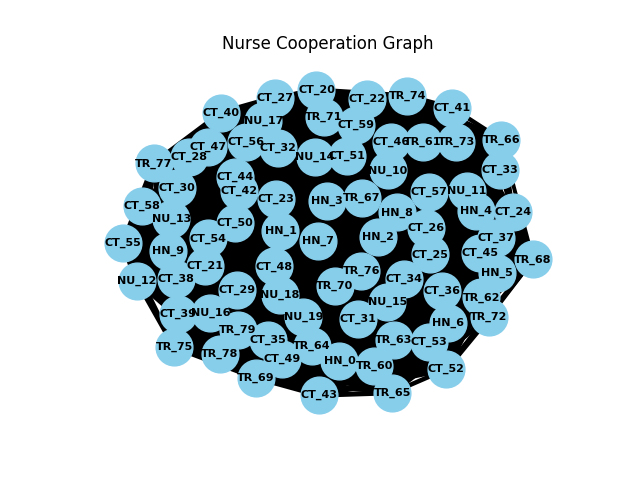 Nurse Cooperation Graph
CT_20
CT_27
CT_22
TR_74
CT_41
CT_40
NU_17
TR_71
CT_59
CT_47
CT_56
CT_32
CT_46
TR_61
TR_73
TR_66
TR_77
CT_28
NU_14
CT_51
NU_10
CT_33
CT_44
CT_30
CT_42
CT_23
HN_3
TR_67
CT_57
NU_11
CT_58
NU_13
CT_50
HN_8
HN_4
CT_24
CT_55
HN_9
CT_54
HN_1
HN_7
HN_2
CT_26
CT_37
CT_45
CT_25
TR_68
NU_12
CT_38
CT_21
CT_48
TR_76
CT_34
HN_5
CT_29
NU_18
TR_70
NU_15
CT_36
TR_62
CT_39
NU_16
NU_19
CT_31
HN_6
TR_72
TR_75
TR_78
TR_79
CT_35
CT_49
TR_64
HN_0
TR_63
TR_60
CT_53
CT_52
TR_69
CT_43
TR_65